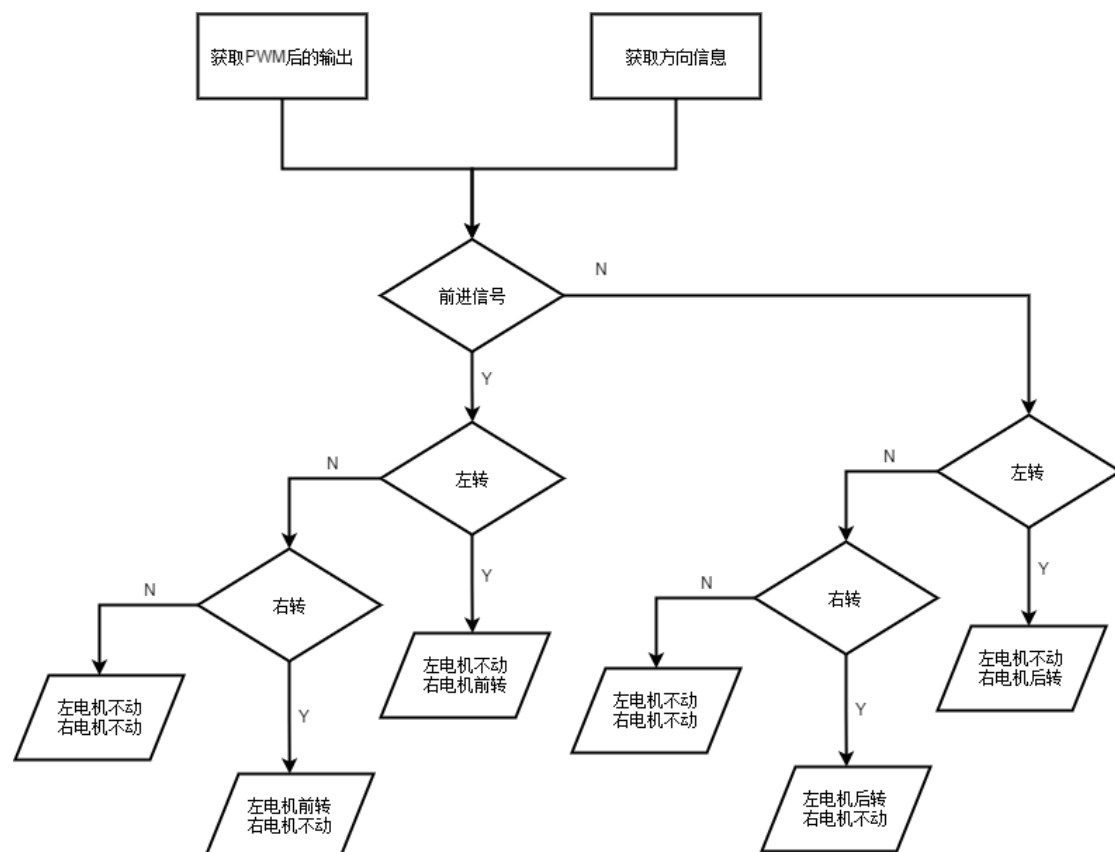 获取PWM后的输出
获取方向信息
N
前进信号
Y
N
左转
N
左转
Y
Y
N
右转
N
右转
左电机不动
右电机前转
左电机不动
右电机后转
左电机不动
右电机不动
Y
左电机不动
右电机不动
Y
左电机前转
右电机不动
左电机后转
右电机不动